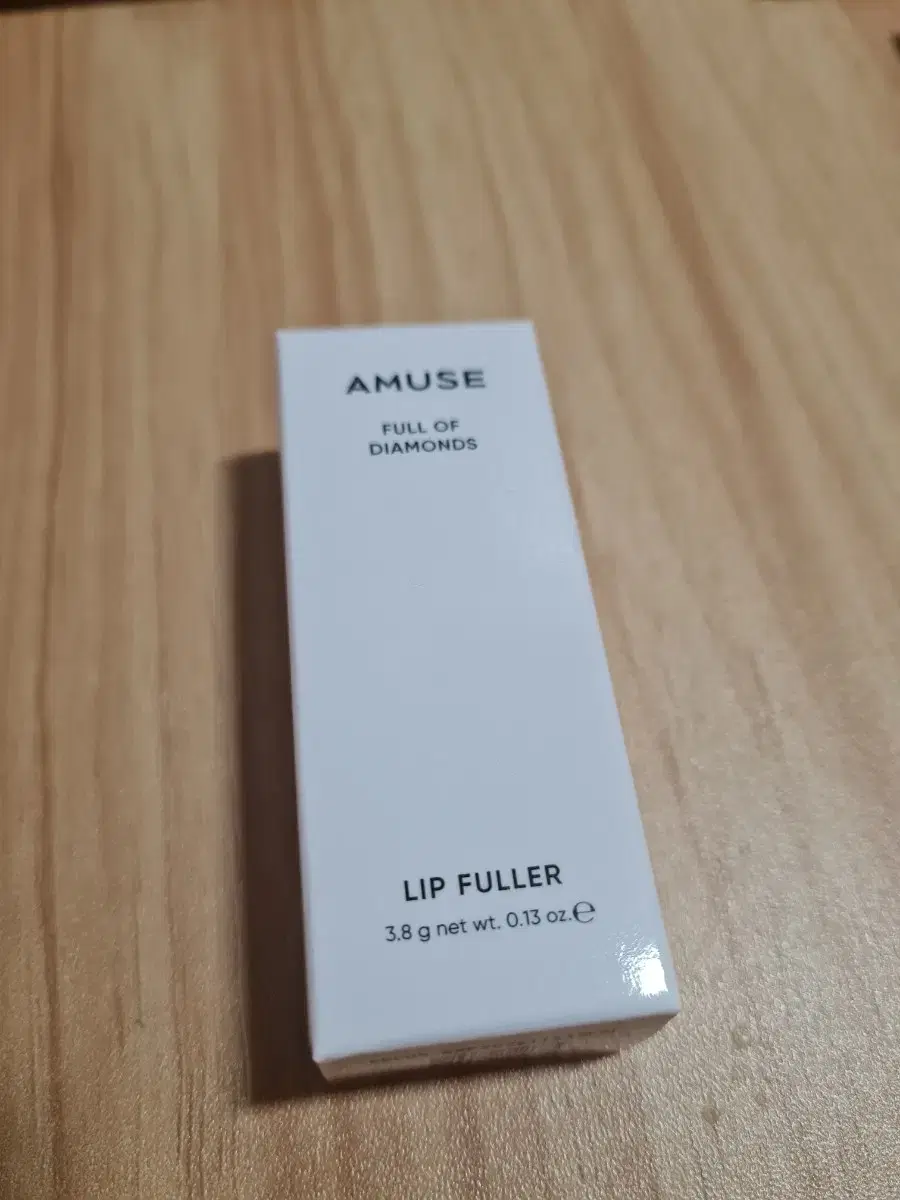 AMUSE
FULL OF
DIAMONDS
LIP FULLER
3.8 g net wt. 0.13 oz.℮